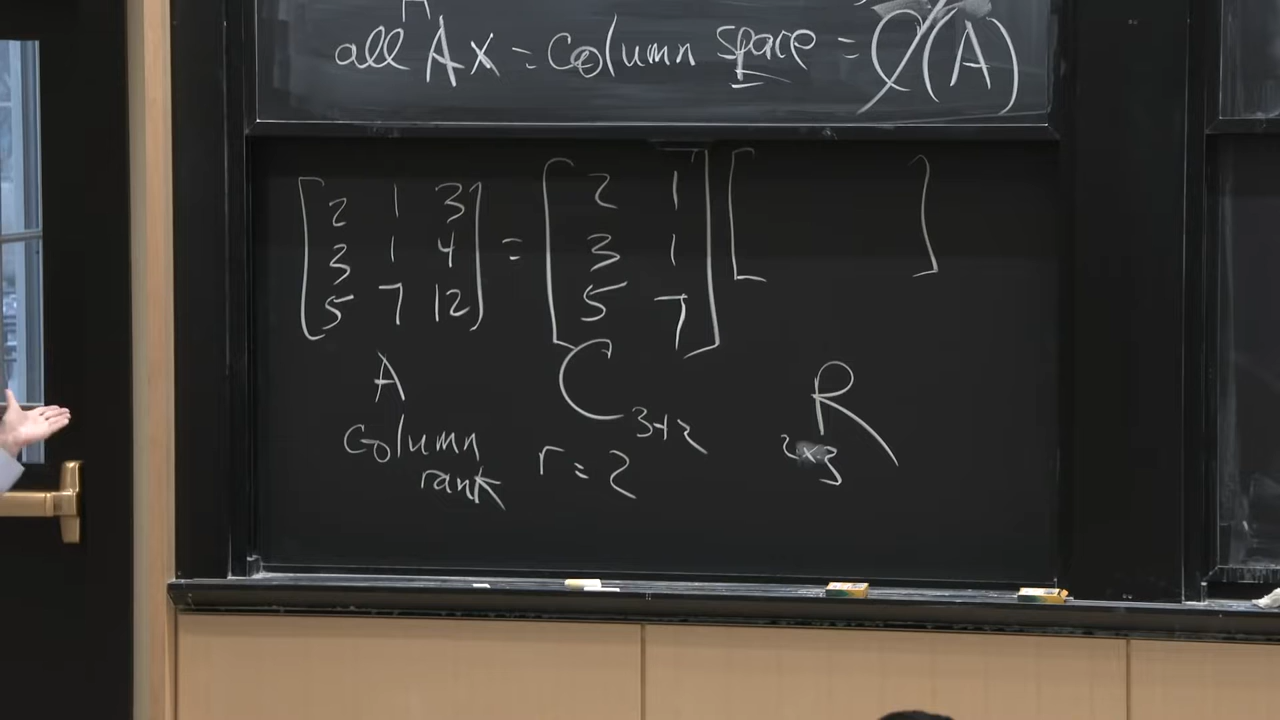 all Ax = Column space = C(A)
[2 1 3] = [2 1] [ ]
[3 1 4] [3 1]
[5 7 12] [5 7]
A C 3×2 R 2×3
column rank r = 2